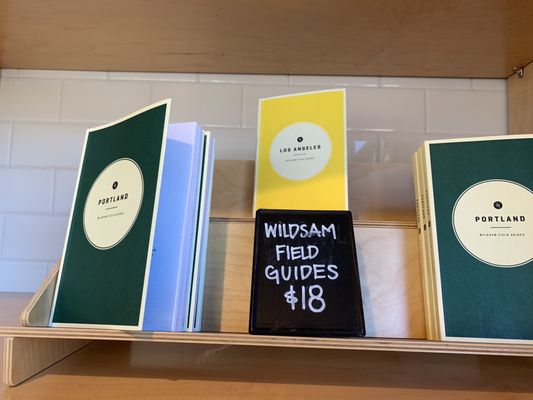 PORTLAND
WILDSAM FIELD GUIDES
LOS ANGELES
WILDSAM FIELD GUIDES
PORTLAND
WILDSAM FIELD GUIDES
WILDSAM
FIELD
GUIDES
$18